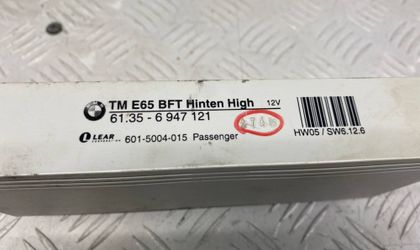 TM E65 BFT Hinten High 12V
61.35 - 6 947 121
LEAR 601-5004-015 Passenger
HW05 / SW6.12.6